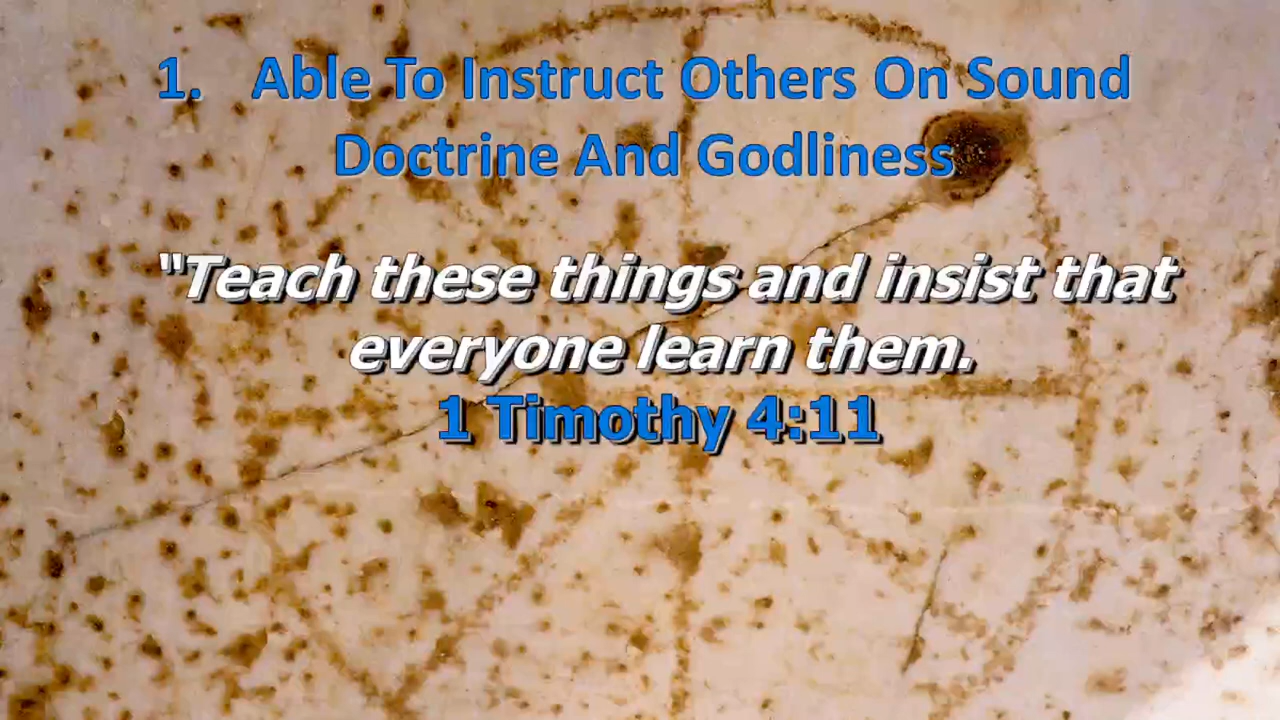 1. Able To Instruct Others On Sound
Doctrine And Godliness
"Teach these things and insist that
everyone learn them.
1 Timothy 4:11